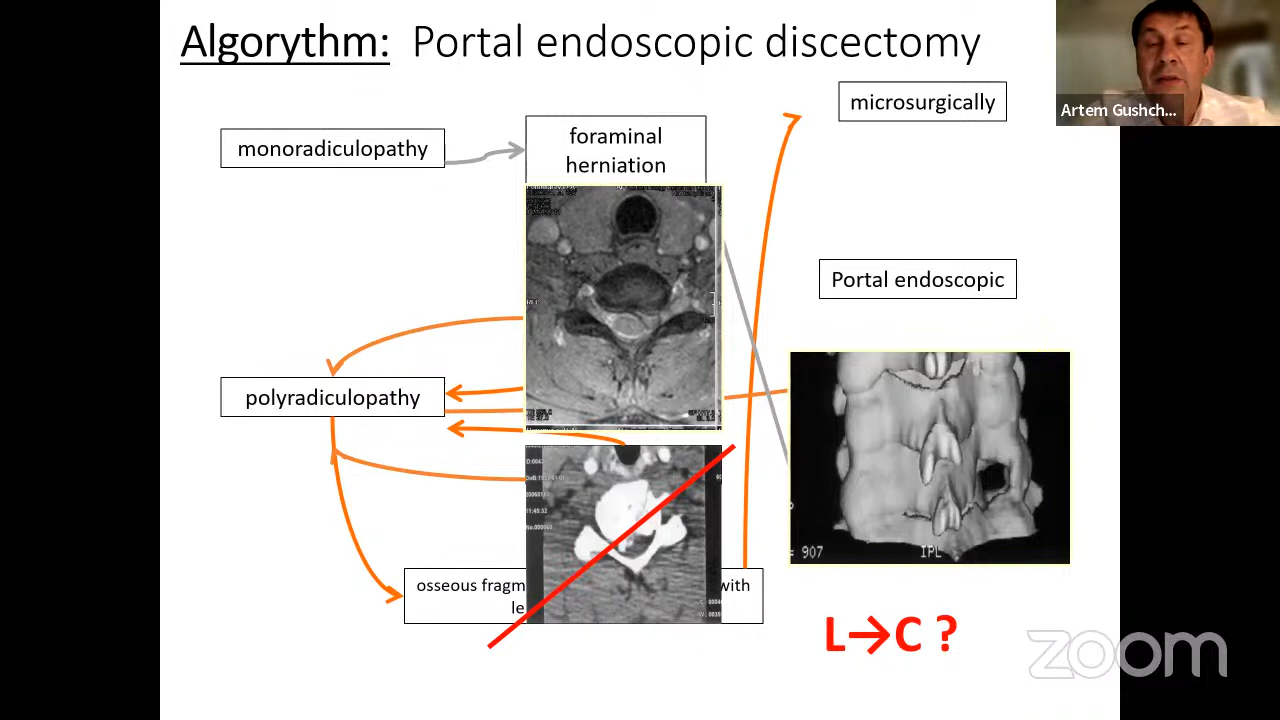 Algorythm: Portal endoscopic discectomy
Artem Gushch...
microsurgically
monoradiculopathy
foraminal
herniation
Portal endoscopic
polyradiculopathy
osseous fragm
with
le
= 907
IPL
L→C ?
zoom